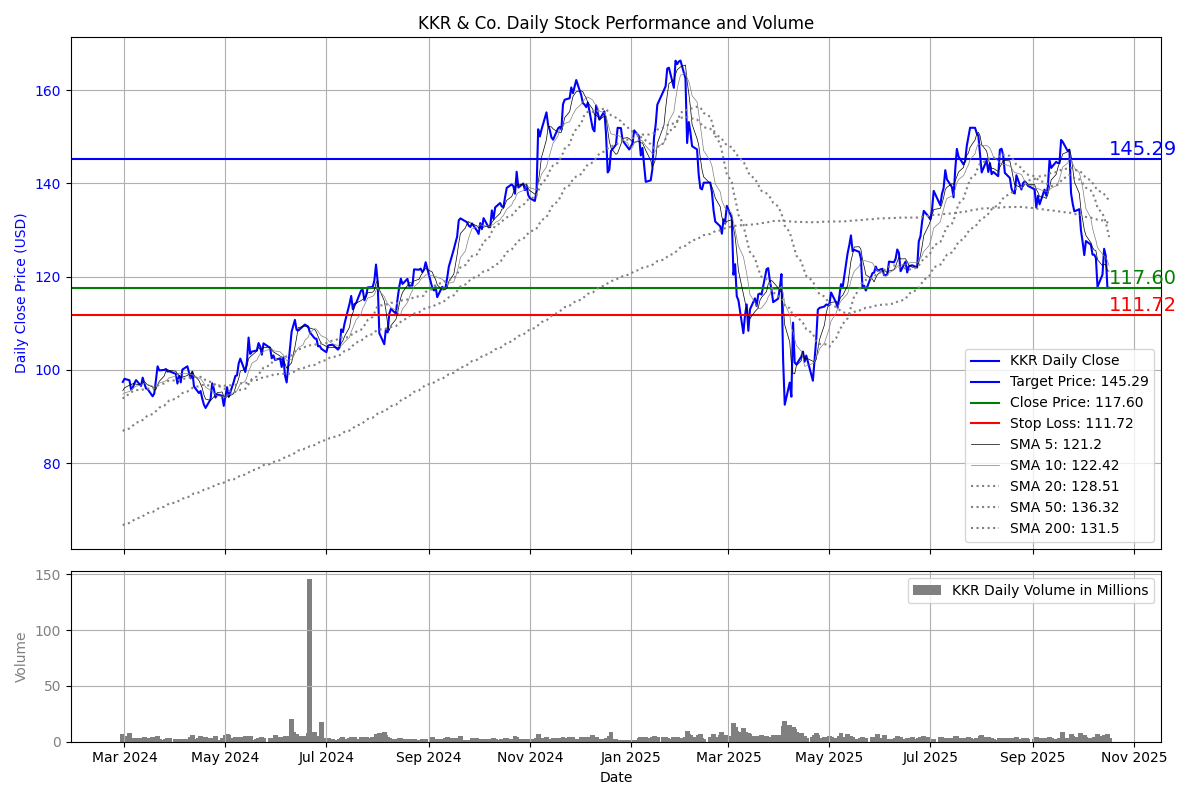 KKR & Co. Daily Stock Performance and Volume
Daily Close Price (USD)
160
140
120
100
80
145.29
117.60
111.72
KKR Daily Close
Target Price: 145.29
Close Price: 117.60
Stop Loss: 111.72
SMA 5: 121.2
SMA 10: 122.42
SMA 20: 128.51
SMA 50: 136.32
SMA 200: 131.5
Volume
150
100
50
0
KKR Daily Volume in Millions
Mar 2024 May 2024 Jul 2024 Sep 2024 Nov 2024 Jan 2025 Mar 2025 May 2025 Jul 2025 Sep 2025 Nov 2025
Date